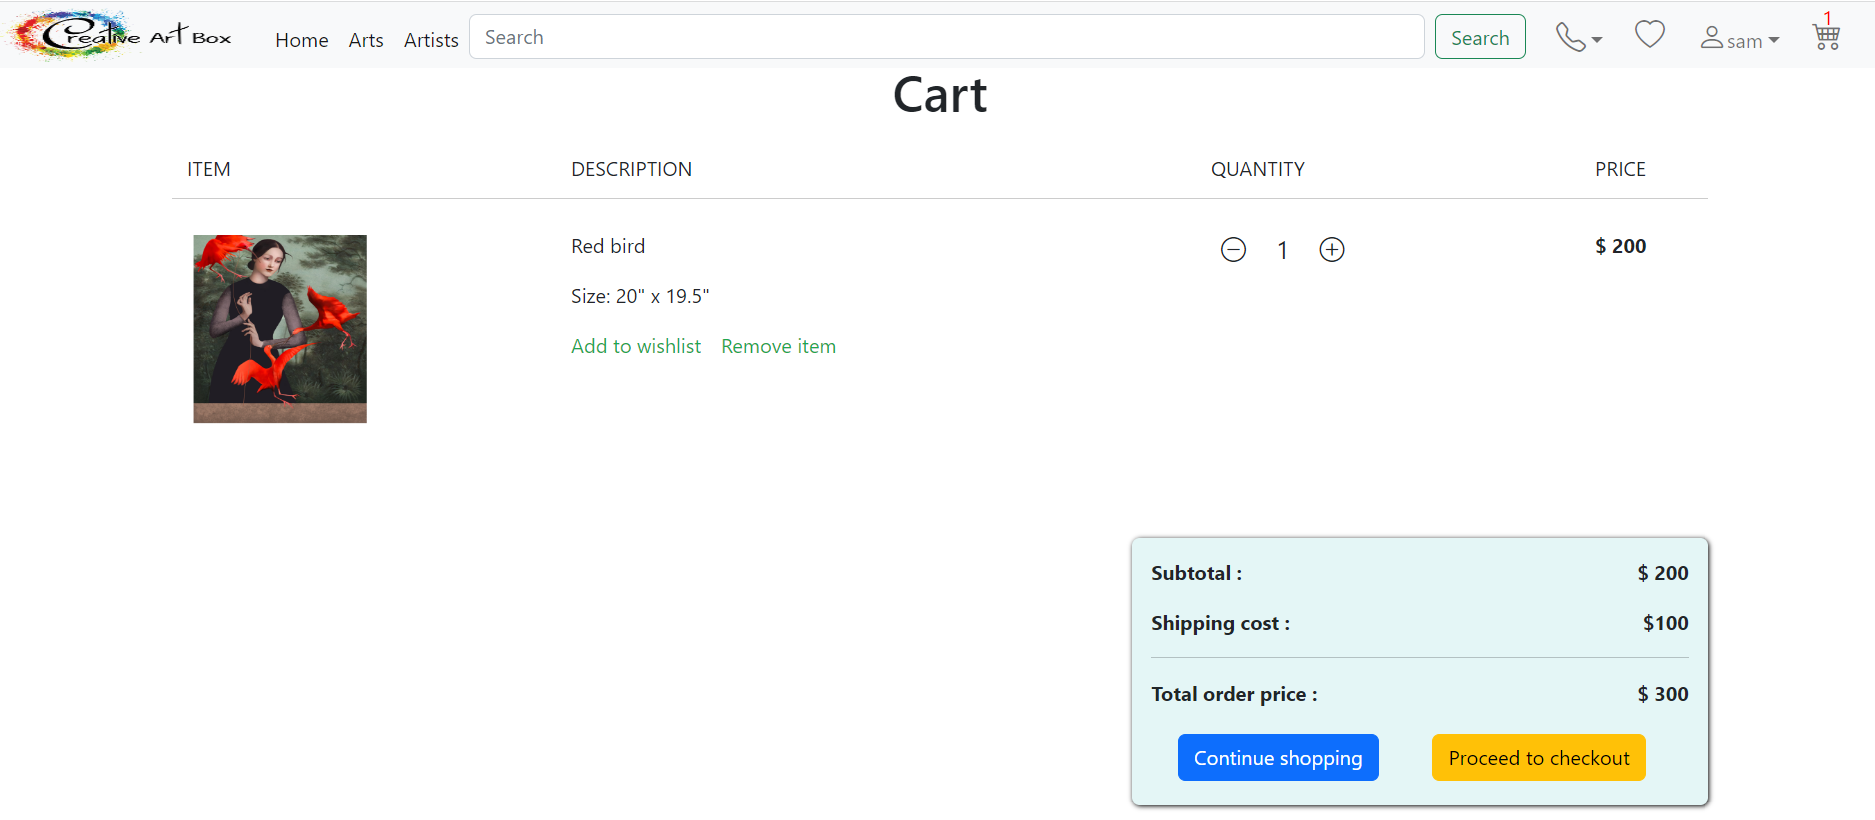 Creative Art Box Home Arts Artists Search Search sam 1
Cart
ITEM DESCRIPTION QUANTITY PRICE
Red bird 1 $ 200
Size: 20" x 19.5"
Add to wishlist Remove item
Subtotal : $ 200
Shipping cost : $100
Total order price : $ 300
Continue shopping Proceed to checkout